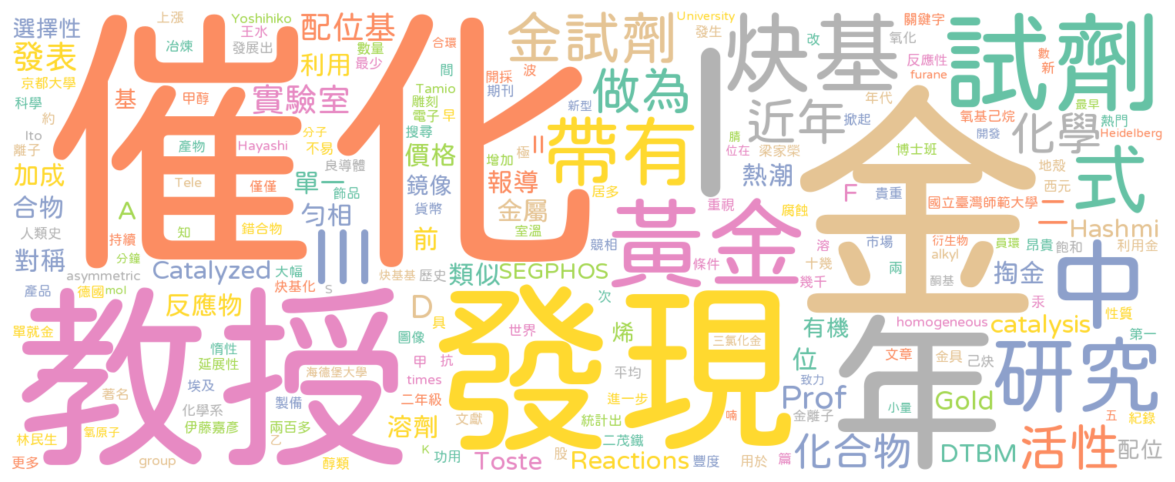 催化
金
教授
發現
年
試劑
中
研究
炔基
黃金
帶有
式
金試劑
做為
近年
化學
活性
二
三
一
選擇性
上漲
Yoshihiko
王水
配位基
發表
冶煉
發展出
數量
最少
合環
波
University
發生
改
氧化
關鍵字
數
新
京都大學
利用
間
開採
期刊
反應性
furane
科學
基
甲醇
實驗室
Tamio
雕刻
電子
早
新型
掀起
年代
氧基己烷
最早
熱門
Heidelberg
約
Ito
離子
產物
分子
不易
搜尋
極
腈
位在
梁家榮
開發
博士班
地殼
Hayashi
良導體
價格
增加
熱潮
加成
Tele
單一
鏡像
II
報導
居多
重視
F
貴重
西元
國立臺灣師範大學
合物
A
僅僅
飾品
貨幣
金屬
腐蝕
Hashmi
人類史
持續
知
錯合物
勻相
前
室溫
競相
條件
溶
十幾
市場
衍生物
員環
對稱
分鐘
Catalyzed
大幅
炔基基
歷史
類似
SEGPHOS
幾千
兩
alkyl
昂貴
飽和
利用金
asymmetric
炔基化
S
酮基
掏金
產品
德國
mol
反應物
D
具
次
汞
性質
單就金
惰性
延展性
圖像
世界
烯
三氯化金
有機
homogeneous
catalysis
第一
埃及
海德堡大學
甲
抗
位
文章
金具
己炔
著名
化學系
製備
times
平均
Prof
致力
林民生
氫原子
伊藤嘉彥
兩百多
二年級
文獻
進一步
喃
金離子
小量
Gold
五
紀錄
乙
溶劑
統計出
二茂鐵
更多
group
醇類
K
功用
Toste
股
Reactions
豐度
用於
篇
化合物
DTBM
配位